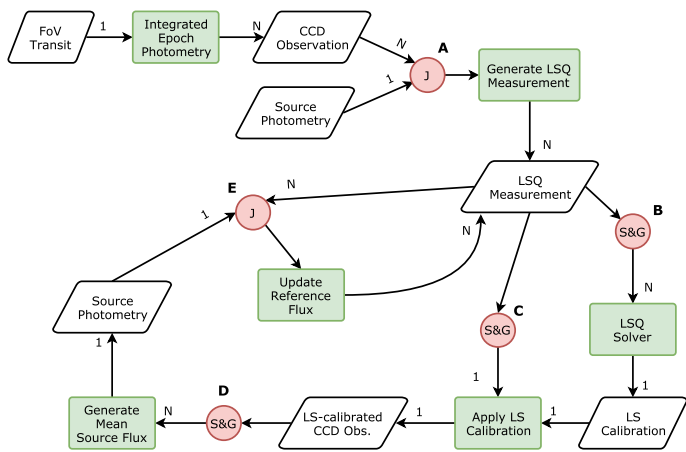 FoV
Transit
1
Integrated
Epoch
Photometry
N
CCD
Observation
N
A
J
1
Source
Photometry
Generate LSQ
Measurement
N
LSQ
Measurement
N
E
J
1
N
Update
Reference
Flux
B
S&G
N
LSQ
Solver
1
C
S&G
1
Source
Photometry
1
Generate
Mean
Source Flux
N
D
S&G
LS-calibrated
CCD Obs.
1
Apply LS
Calibration
1
LS
Calibration